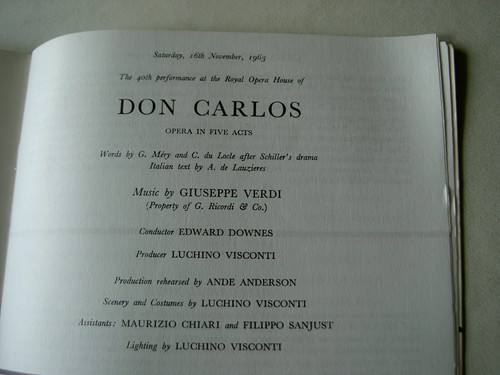 Saturday, 16th November, 1963
The 40th performance at the Royal Opera House of
DON CARLOS
OPERA IN FIVE ACTS
Words by G. Méry and C. du Locle after Schiller's drama
Italian text by A. de Lauzieres
Music by GIUSEPPE VERDI
(Property of G. Ricordi & Co.)
Conductor EDWARD DOWNES
Producer LUCHINO VISCONTI
Production rehearsed by ANDE ANDERSON
Scenery and Costumes by LUCHINO VISCONTI
Assistants: MAURIZIO CHIARI and FILIPPO SANJUST
Lighting by LUCHINO VISCONTI